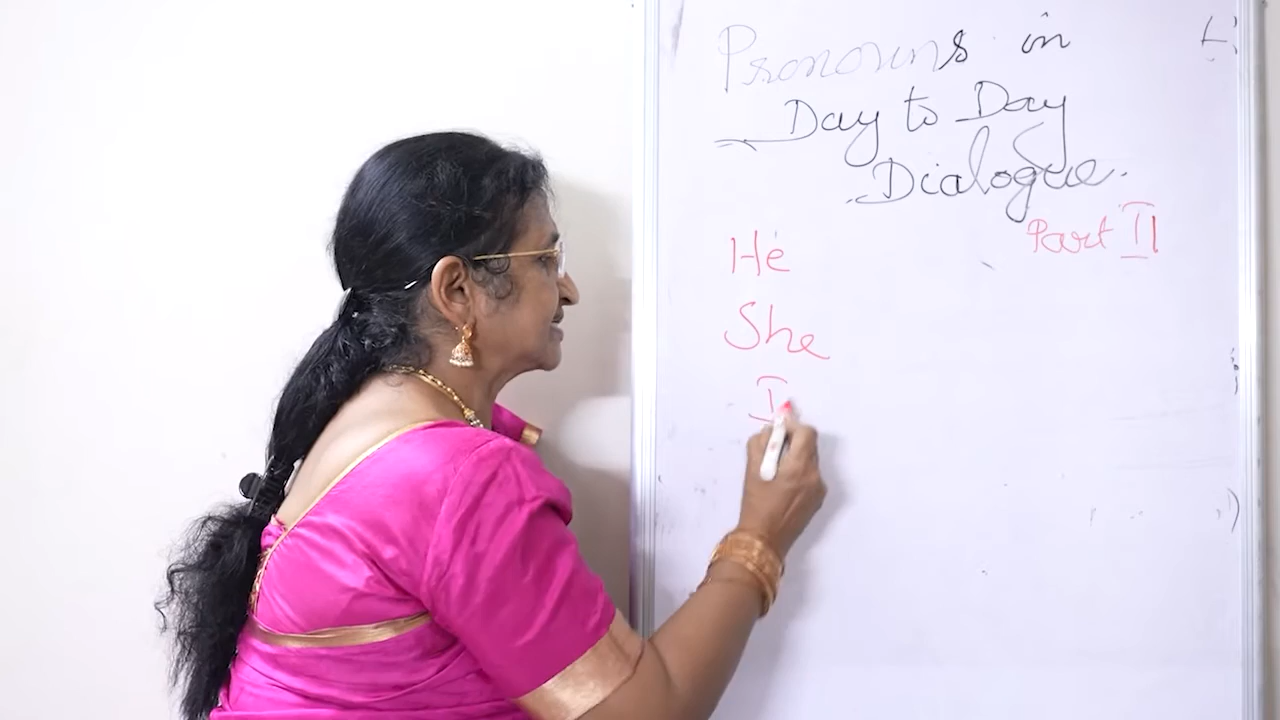 Pronouns in
Day to Day
Dialogue.
Part II
He
She
I